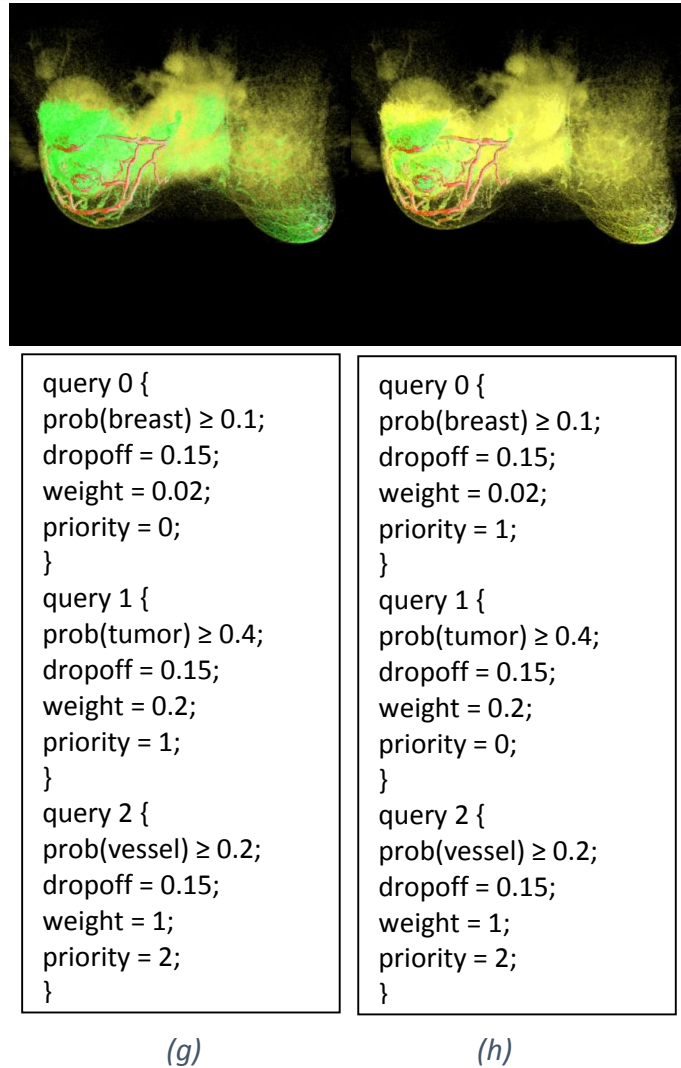 query 0 {
prob(breast) ≥ 0.1;
dropoff = 0.15;
weight = 0.02;
priority = 0;
}
query 1 {
prob(tumor) ≥ 0.4;
dropoff = 0.15;
weight = 0.2;
priority = 1;
}
query 2 {
prob(vessel) ≥ 0.2;
dropoff = 0.15;
weight = 1;
priority = 2;
}
(g)
query 0 {
prob(breast) ≥ 0.1;
dropoff = 0.15;
weight = 0.02;
priority = 1;
}
query 1 {
prob(tumor) ≥ 0.4;
dropoff = 0.15;
weight = 0.2;
priority = 0;
}
query 2 {
prob(vessel) ≥ 0.2;
dropoff = 0.15;
weight = 1;
priority = 2;
}
(h)